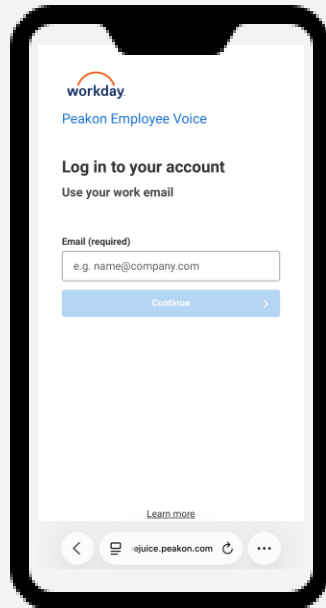 workday.
Peakon Employee Voice
Log in to your account
Use your work email
Email (required)
e.g. name@company.com
Continue
Learn more
ejuice.peakon.com